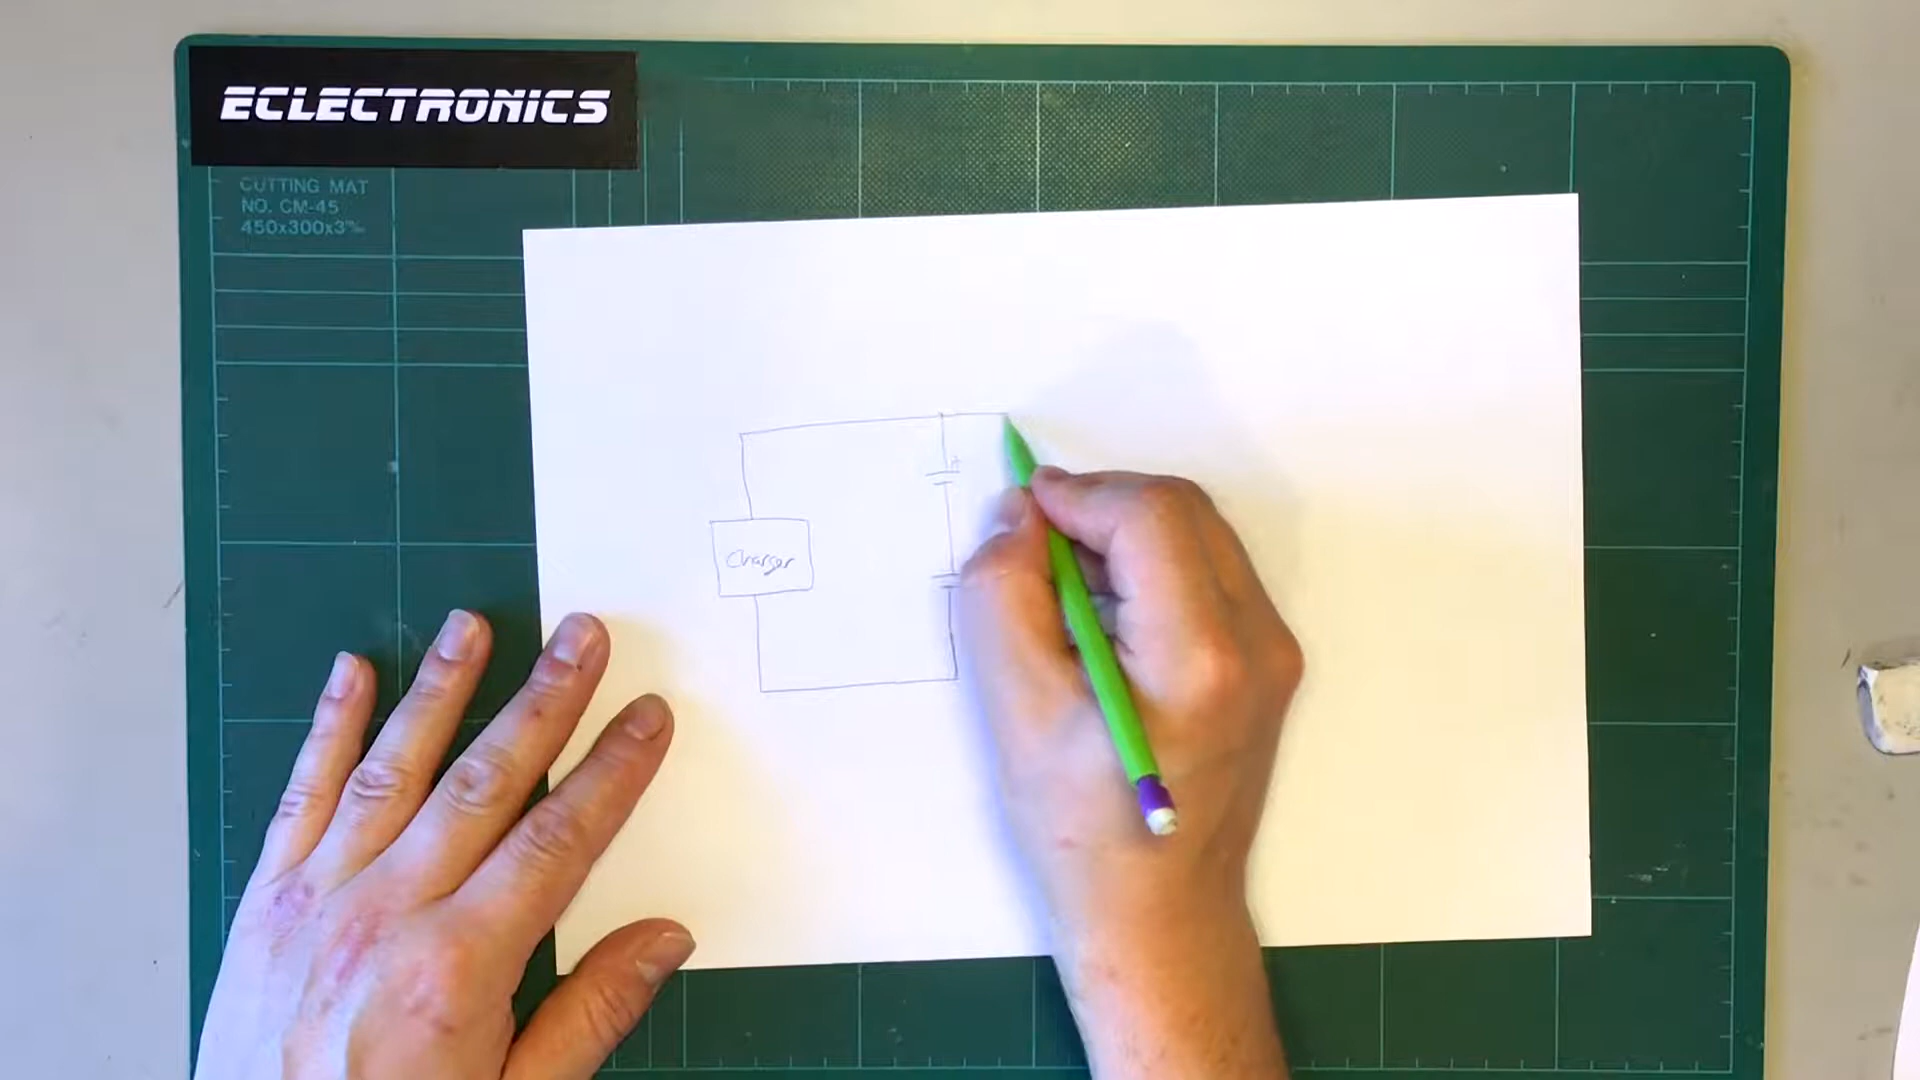 ECLECTRONICS
CUTTING MAT
NO. CM-45
450x300x3‰
Charger
+